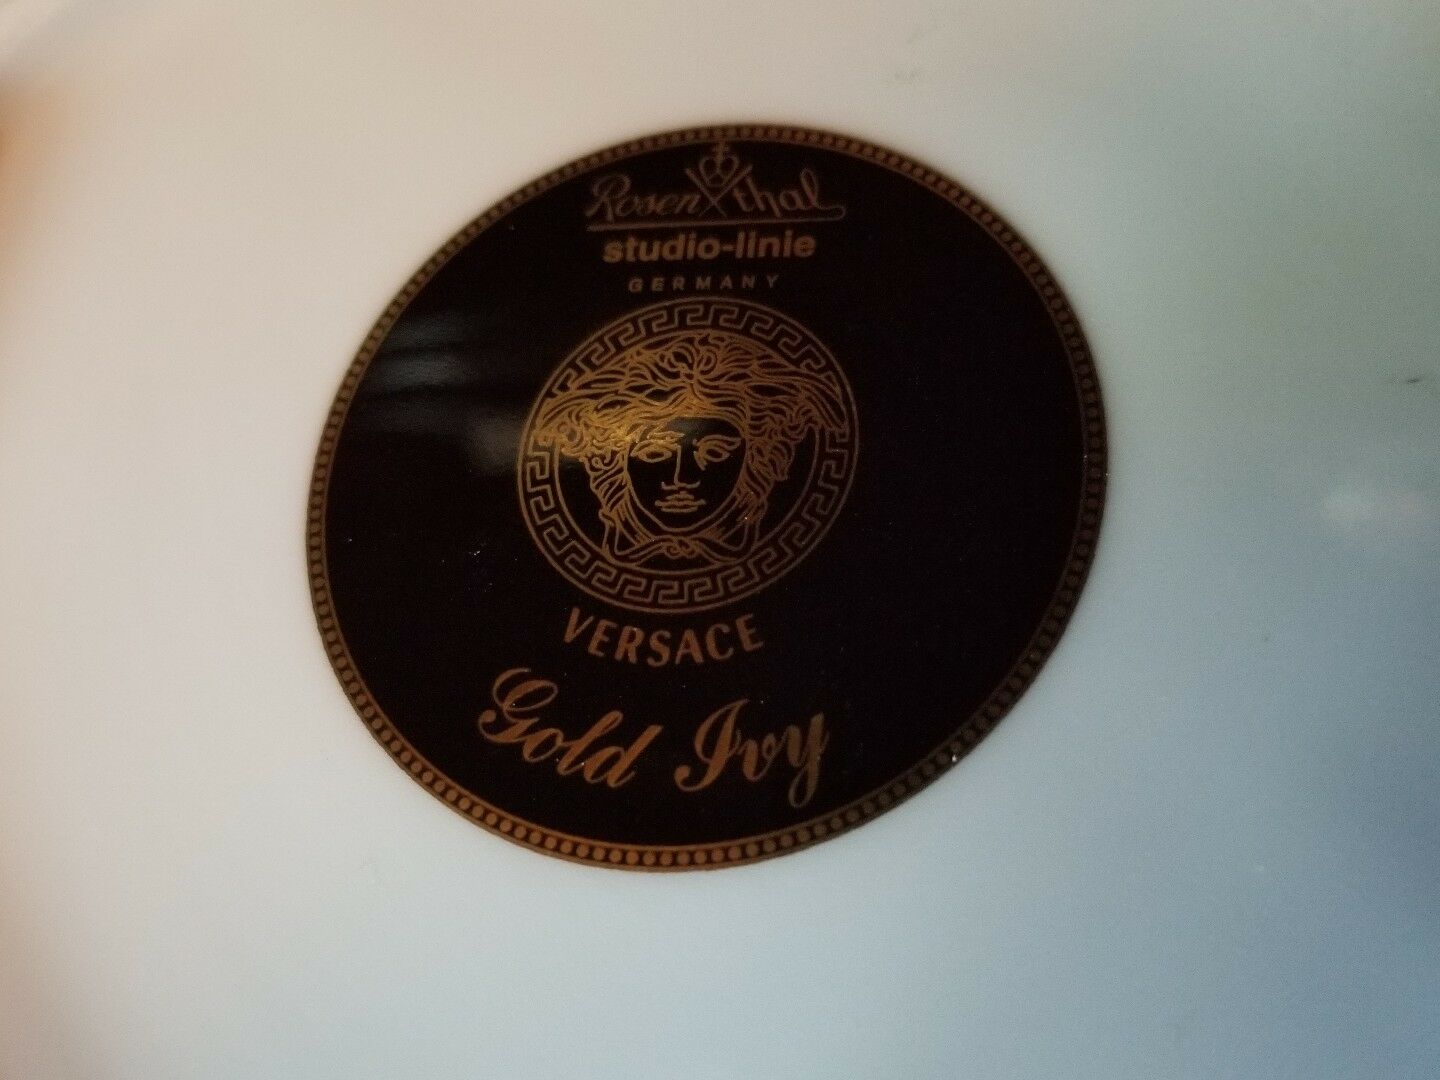 Rosenthal
studio-linie
GERMANY
VERSACE
Gold Ivy